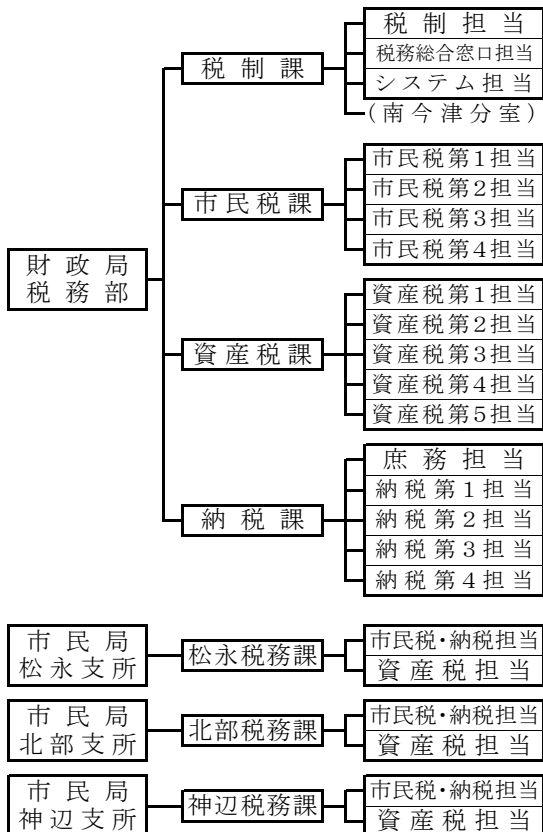 財政局
税務部
税制課
税制担当
税務総合窓口担当
システム担当
(南今津分室)
市民税課
市民税第1担当
市民税第2担当
市民税第3担当
市民税第4担当
資産税課
資産税第1担当
資産税第2担当
資産税第3担当
資産税第4担当
資産税第5担当
納税課
庶務担当
納税第1担当
納税第2担当
納税第3担当
納税第4担当
市民局
松永支所
松永税務課
市民税・納税担当
資産税担当
市民局
北部支所
北部税務課
市民税・納税担当
資産税担当
市民局
神辺支所
神辺税務課
市民税・納税担当
資産税担当